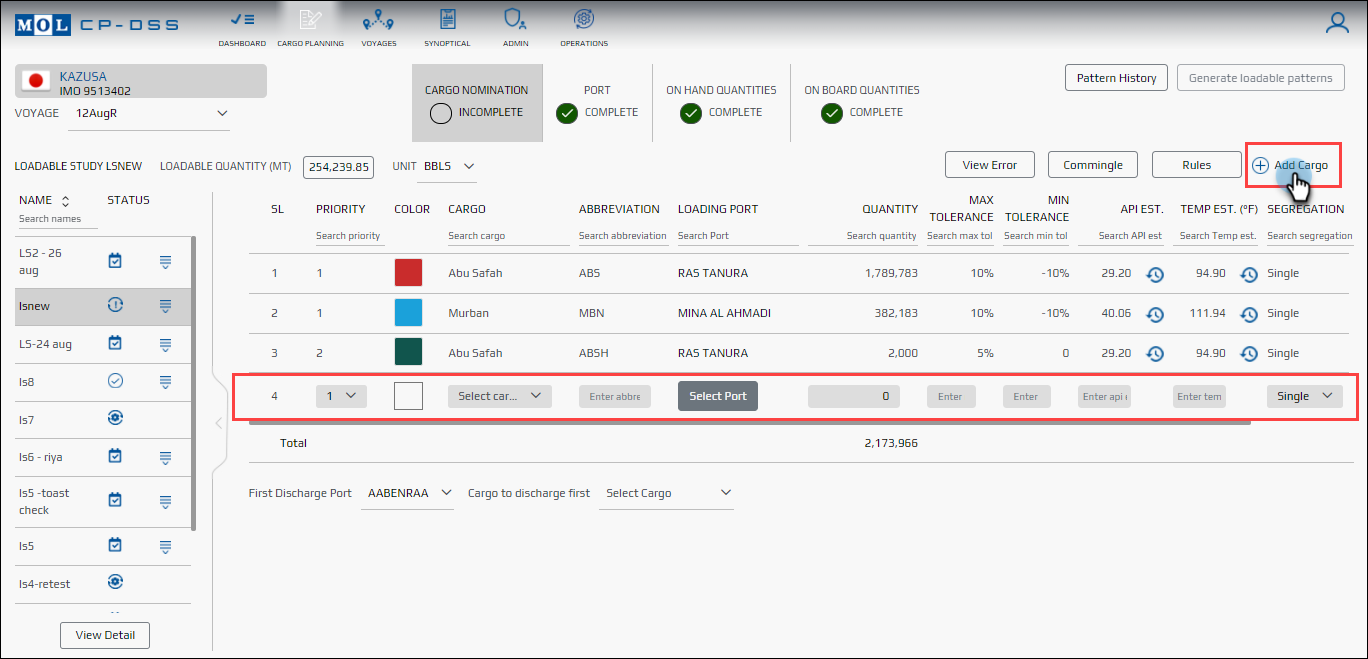 MOL CP-DSS
DASHBOARD CARGO PLANNING VOYAGES SYNOPTICAL ADMIN OPERATIONS
KAZUSA
IMO 9513402
VOYAGE 12AugR
CARGO NOMINATION
INCOMPLETE
PORT
COMPLETE
ON HAND QUANTITIES
COMPLETE
ON BOARD QUANTITIES
COMPLETE
Pattern History Generate loadable patterns
LOADABLE STUDY LSNEW LOADABLE QUANTITY (MT) 254,239.85 UNIT BBLS
View Error Commingle Rules Add Cargo
NAME STATUS
Search names
LS2 - 26
aug
lsnew
LS-24 aug
ls8
ls7
ls6 - riya
ls5 -toast
check
ls5
ls4-retest
View Detail
SL PRIORITY COLOR CARGO ABBREVIATION LOADING PORT QUANTITY MAX TOLERANCE MIN TOLERANCE API EST. TEMP EST. (°F) SEGREGATION
Search priority Search cargo Search abbreviation Search Port Search quantity Search max tol Search min tol Search API est Search Temp est. Search segregation
1 1 Abu Safah ABS RAS TANURA 1,789,783 10% -10% 29.20 94.90 Single
2 1 Murban MBN MINA AL AHMADI 382,183 10% -10% 40.06 111.94 Single
3 2 Abu Safah ABSH RAS TANURA 2,000 5% 0 29.20 94.90 Single
4 1 Select car... Enter abbre Select Port 0 Enter Enter Enter api e Enter tem Single
Total 2,173,966
First Discharge Port AABENRAA Cargo to discharge first Select Cargo